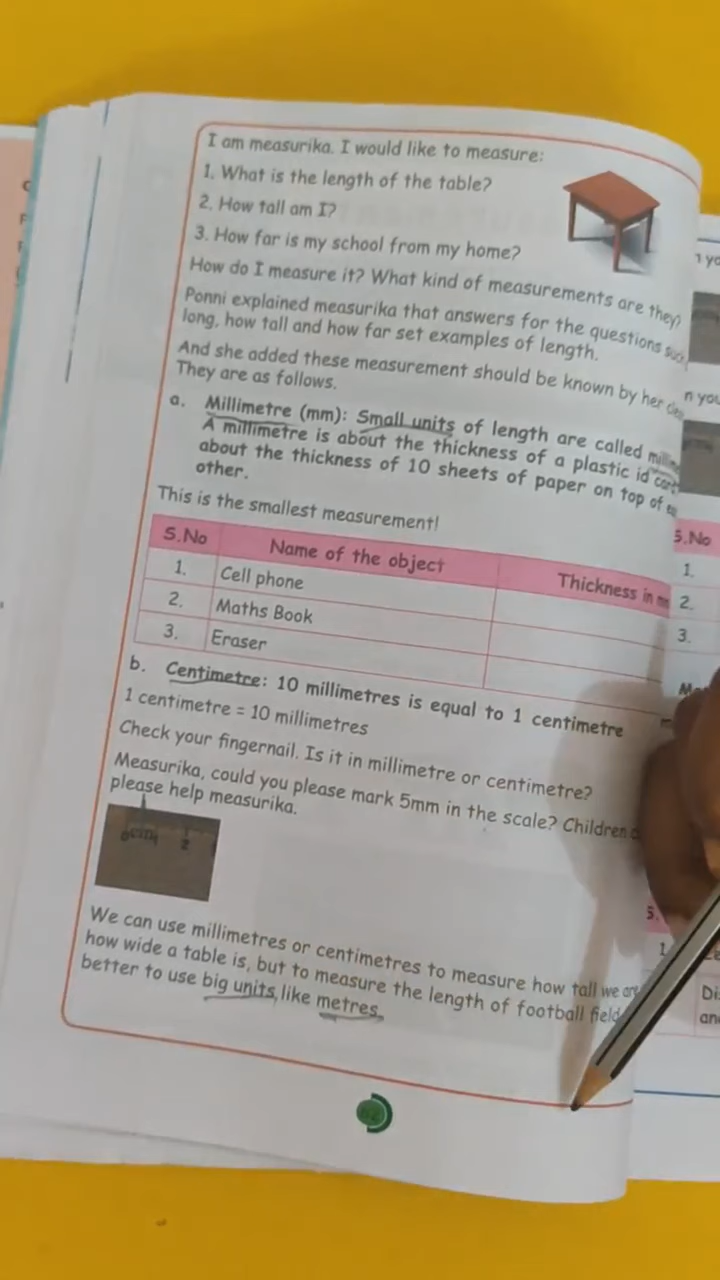 I am measurika. I would like to measure:
1. What is the length of the table?
2. How tall am I?
3. How far is my school from my home?
How do I measure it? What kind of measurements are they?
Ponni explained measurika that answers for the questions such
long, how tall and how far set examples of length.
And she added these measurement should be known by her
They are as follows.
a. Millimetre (mm): Small units of length are called
A millimetre is about the thickness of a plastic id card
about the thickness of 10 sheets of paper on top of
other.
This is the smallest measurement!
S.No Name of the object Thickness in
1. Cell phone
2. Maths Book
3. Eraser
b. Centimetre: 10 millimetres is equal to 1 centimetre
1 centimetre = 10 millimetres
Check your fingernail. Is it in millimetre or centimetre?
Measurika, could you please mark 5mm in the scale? Children
please help measurika.
We can use millimetres or centimetres to measure how tall we are
how wide a table is, but to measure the length of football field
better to use big units like metres.
S.No
1.
2.
3.